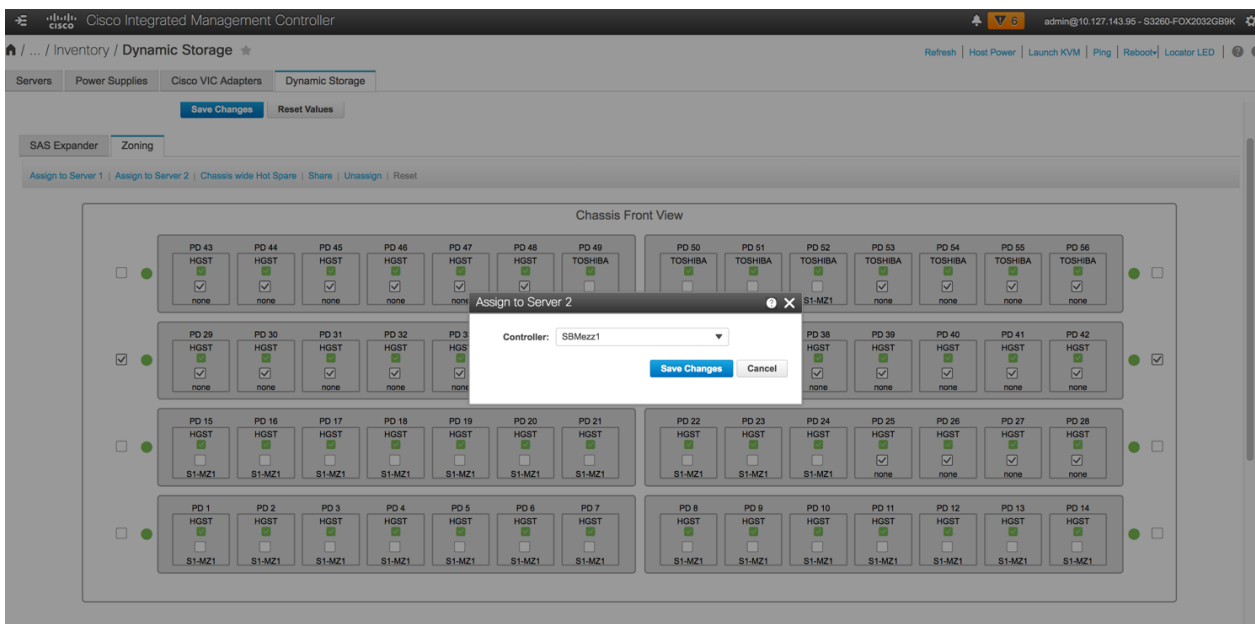 cisco Cisco Integrated Management Controller 6 admin@10.127.143.95 - S3260-FOX2032GB9K
/ ... / Inventory / Dynamic Storage Refresh | Host Power | Launch KVM | Ping | Reboot | Locator LED |
Servers Power Supplies Cisco VIC Adapters Dynamic Storage
Save Changes Reset Values
SAS Expander Zoning
Assign to Server 1 | Assign to Server 2 | Chassis wide Hot Spare | Share | Unassign | Reset
Chassis Front View
PD 43 PD 44 PD 45 PD 46 PD 47 PD 48 PD 49 PD 50 PD 51 PD 52 PD 53 PD 54 PD 55 PD 56
HGST HGST HGST HGST HGST HGST TOSHIBA TOSHIBA TOSHIBA TOSHIBA TOSHIBA TOSHIBA TOSHIBA TOSHIBA
none none none none none S1-MZ1 none none none none
Assign to Server 2
PD 29 PD 30 PD 31 PD 32 PD 38 PD 39 PD 40 PD 41 PD 42
HGST HGST HGST HGST HGST HGST HGST HGST HGST
none none none none none none none none none
Controller: SBMezz1
Save Changes Cancel
PD 15 PD 16 PD 17 PD 18 PD 19 PD 20 PD 21 PD 22 PD 23 PD 24 PD 25 PD 26 PD 27 PD 28
HGST HGST HGST HGST HGST HGST HGST HGST HGST HGST HGST HGST HGST HGST
S1-MZ1 S1-MZ1 S1-MZ1 S1-MZ1 S1-MZ1 S1-MZ1 S1-MZ1 S1-MZ1 S1-MZ1 S1-MZ1 none none none none
PD 1 PD 2 PD 3 PD 4 PD 5 PD 6 PD 7 PD 8 PD 9 PD 10 PD 11 PD 12 PD 13 PD 14
HGST HGST HGST HGST HGST HGST HGST HGST HGST HGST HGST HGST HGST HGST
S1-MZ1 S1-MZ1 S1-MZ1 S1-MZ1 S1-MZ1 S1-MZ1 S1-MZ1 S1-MZ1 S1-MZ1 S1-MZ1 S1-MZ1 S1-MZ1 S1-MZ1 S1-MZ1